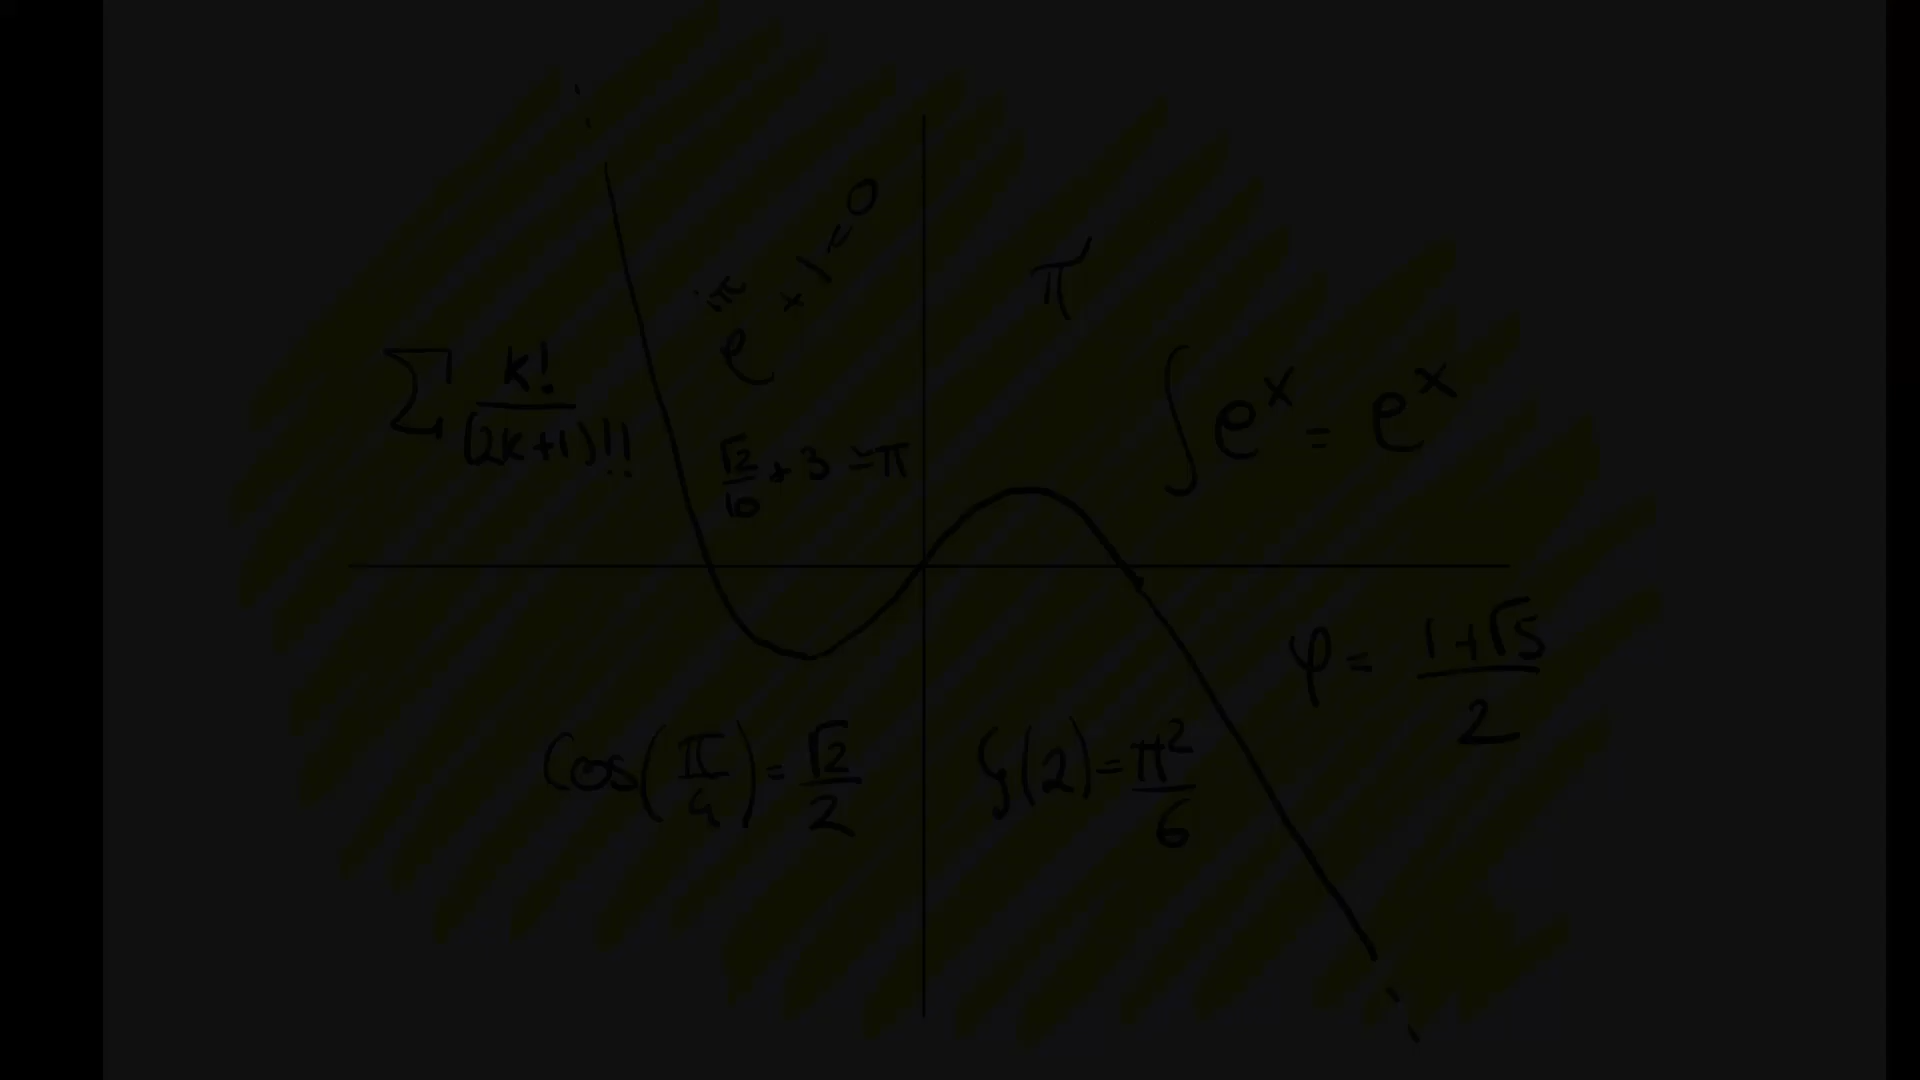 e^{iπ} + 1 = 0
π
∑ k!/(2k+1)!!
∫ e^x = e^x
√2/10 + 3 = π
φ = (1+√5)/2
Cos(π/4) = √2/2
ζ(2) = π²/6